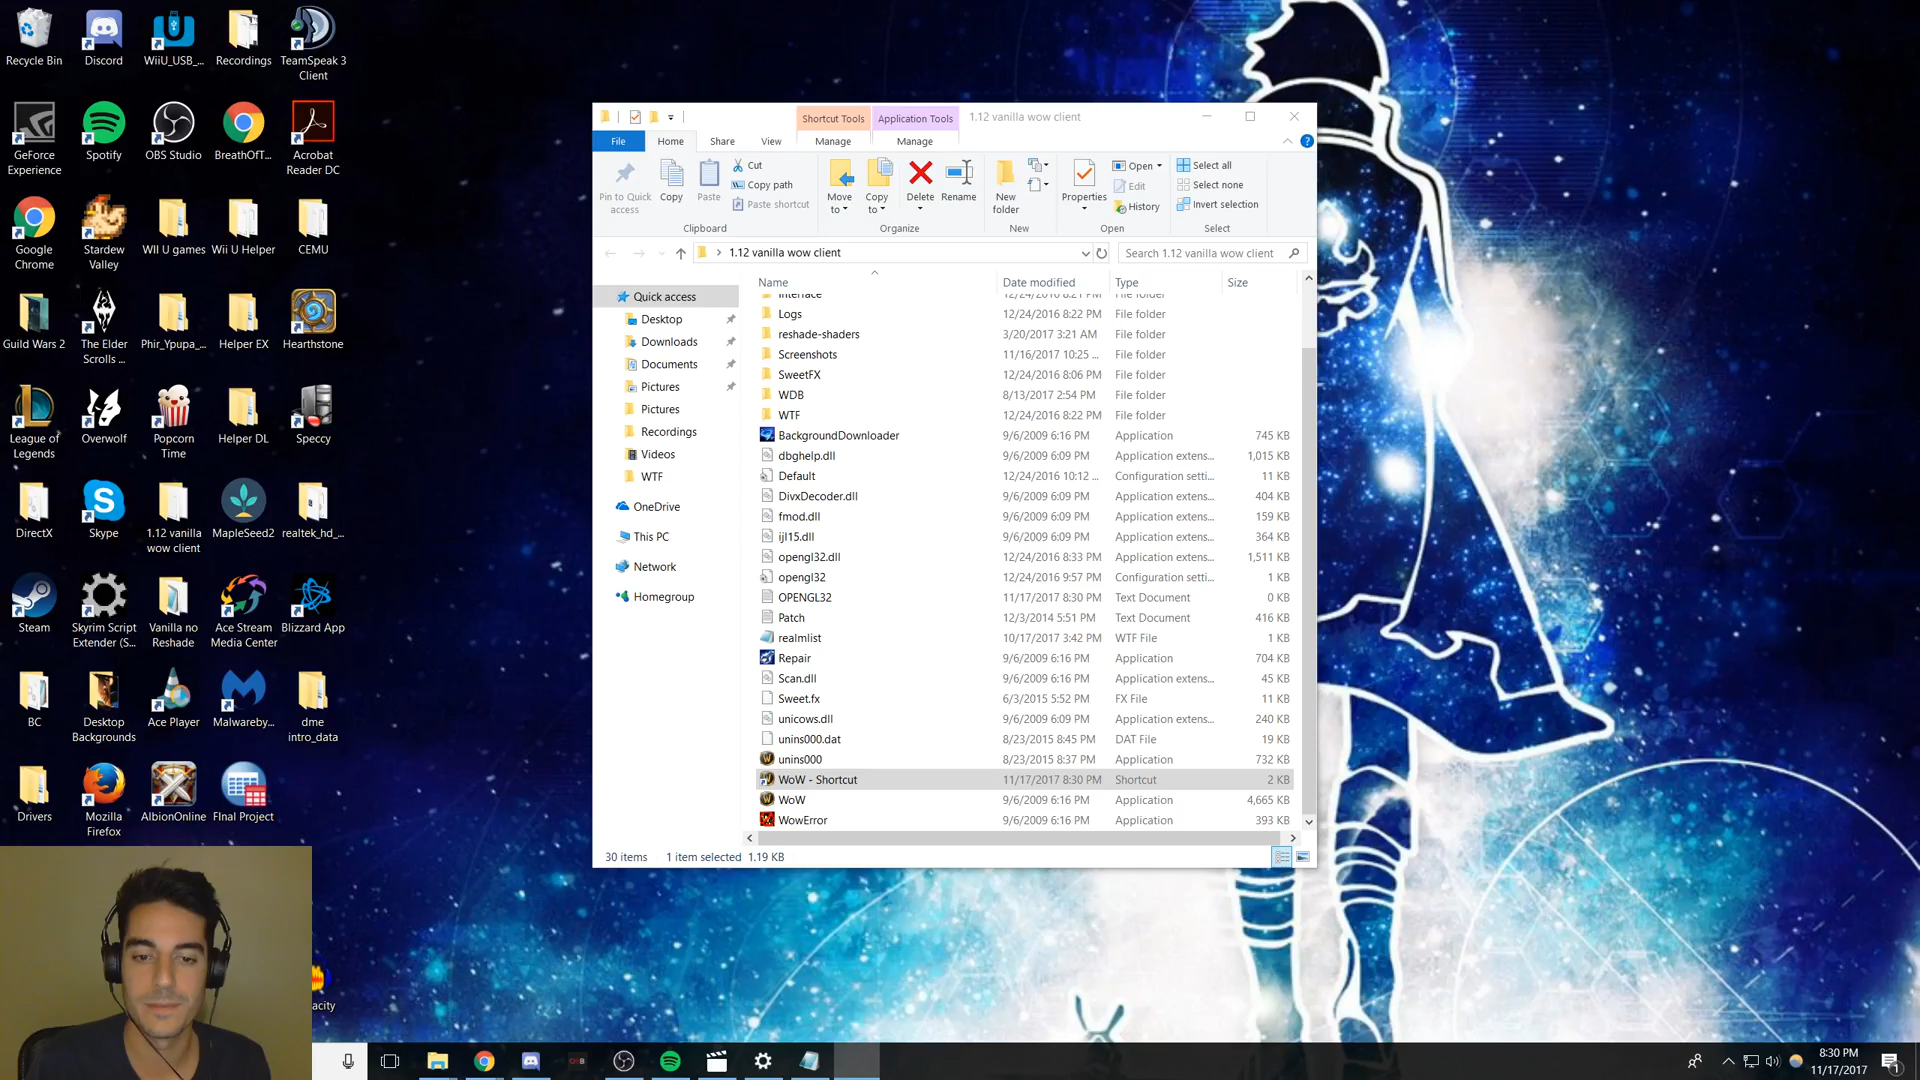 Recycle Bin
Discord
WiiU_USB_...
Recordings
TeamSpeak 3
Client
GeForce
Experience
Spotify
OBS Studio
BreathOfT...
Acrobat
Reader DC
Google
Chrome
Stardew
Valley
WII U games
Wii U Helper
CEMU
Guild Wars 2
The Elder
Scrolls ...
Phir_Ypupa_...
Helper EX
Hearthstone
League of
Legends
Overwolf
Popcorn
Time
Helper DL
Speccy
DirectX
Skype
1.12 vanilla
wow client
MapleSeed2
realtek_hd_...
Steam
Skyrim Script
Extender (S...
Vanilla no
Reshade
Ace Stream
Media Center
Blizzard App
BC
Desktop
Backgrounds
Ace Player
Malwareby...
dme
intro_data
Drivers
Mozilla
Firefox
AlbionOnline
FInal Project
acity
Shortcut Tools
Application Tools
1.12 vanilla wow client
File
Home
Share
View
Manage
Manage
Pin to Quick
access
Copy
Paste
Cut
Copy path
Paste shortcut
Clipboard
Move
to
Copy
to
Delete
Rename
Organize
New
folder
New
Properties
Open
Edit
History
Open
Select all
Select none
Invert selection
Select
1.12 vanilla wow client
Search 1.12 vanilla wow client
Quick access
Desktop
Downloads
Documents
Pictures
Pictures
Recordings
Videos
WTF
OneDrive
This PC
Network
Homegroup
Name Date modified Type Size
Interface 12/24/2016 8:21 PM File folder
Logs 12/24/2016 8:22 PM File folder
reshade-shaders 3/20/2017 3:21 AM File folder
Screenshots 11/16/2017 10:25 ... File folder
SweetFX 12/24/2016 8:06 PM File folder
WDB 8/13/2017 2:54 PM File folder
WTF 12/24/2016 8:22 PM File folder
BackgroundDownloader 9/6/2009 6:16 PM Application 745 KB
dbghelp.dll 9/6/2009 6:09 PM Application extens... 1,015 KB
Default 12/24/2016 10:12 ... Configuration setti... 11 KB
DivxDecoder.dll 9/6/2009 6:09 PM Application extens... 404 KB
fmod.dll 9/6/2009 6:09 PM Application extens... 159 KB
ijl15.dll 9/6/2009 6:09 PM Application extens... 364 KB
opengl32.dll 12/24/2016 8:33 PM Application extens... 1,511 KB
opengl32 12/24/2016 9:57 PM Configuration setti... 1 KB
OPENGL32 11/17/2017 8:30 PM Text Document 0 KB
Patch 12/3/2014 5:51 PM Text Document 416 KB
realmlist 10/17/2017 3:42 PM WTF File 1 KB
Repair 9/6/2009 6:16 PM Application 704 KB
Scan.dll 9/6/2009 6:09 PM Application extens... 45 KB
Sweet.fx 6/3/2015 5:52 PM FX File 11 KB
unicows.dll 9/6/2009 6:09 PM Application extens... 240 KB
unins000.dat 8/23/2015 8:45 PM DAT File 19 KB
unins000 8/23/2015 8:37 PM Application 732 KB
WoW - Shortcut 11/17/2017 8:30 PM Shortcut 2 KB
WoW 9/6/2009 6:16 PM Application 4,665 KB
WowError 9/6/2009 6:16 PM Application 393 KB
30 items 1 item selected 1.19 KB
8:30 PM
11/17/2017
1